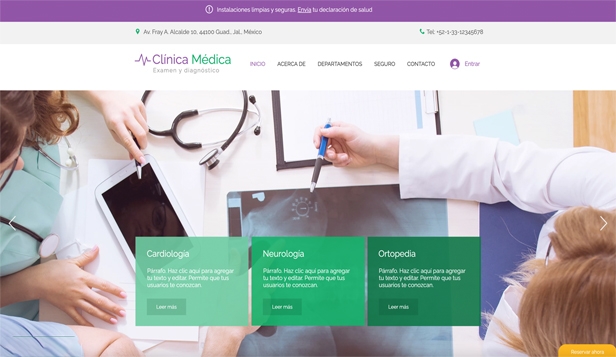 Instalaciones limpias y seguras. Envía tu declaración de salud
Av. Fray A. Alcalde 10, 44100 Guad., Jal., México
Tel: +52-1-33-12345678
Clínica Médica
Examen y diagnóstico
INICIO ACERCA DE DEPARTAMENTOS SEGURO CONTACTO Entrar
Cardiología
Párrafo. Haz clic aquí para agregar
tu texto y editar. Permite que tus
usuarios te conozcan.
Leer más
Neurología
Párrafo. Haz clic aquí para agregar
tu texto y editar. Permite que tus
usuarios te conozcan.
Leer más
Ortopedia
Párrafo. Haz clic aquí para agregar
tu texto y editar. Permite que tus
usuarios te conozcan.
Leer más
Reservar ahora